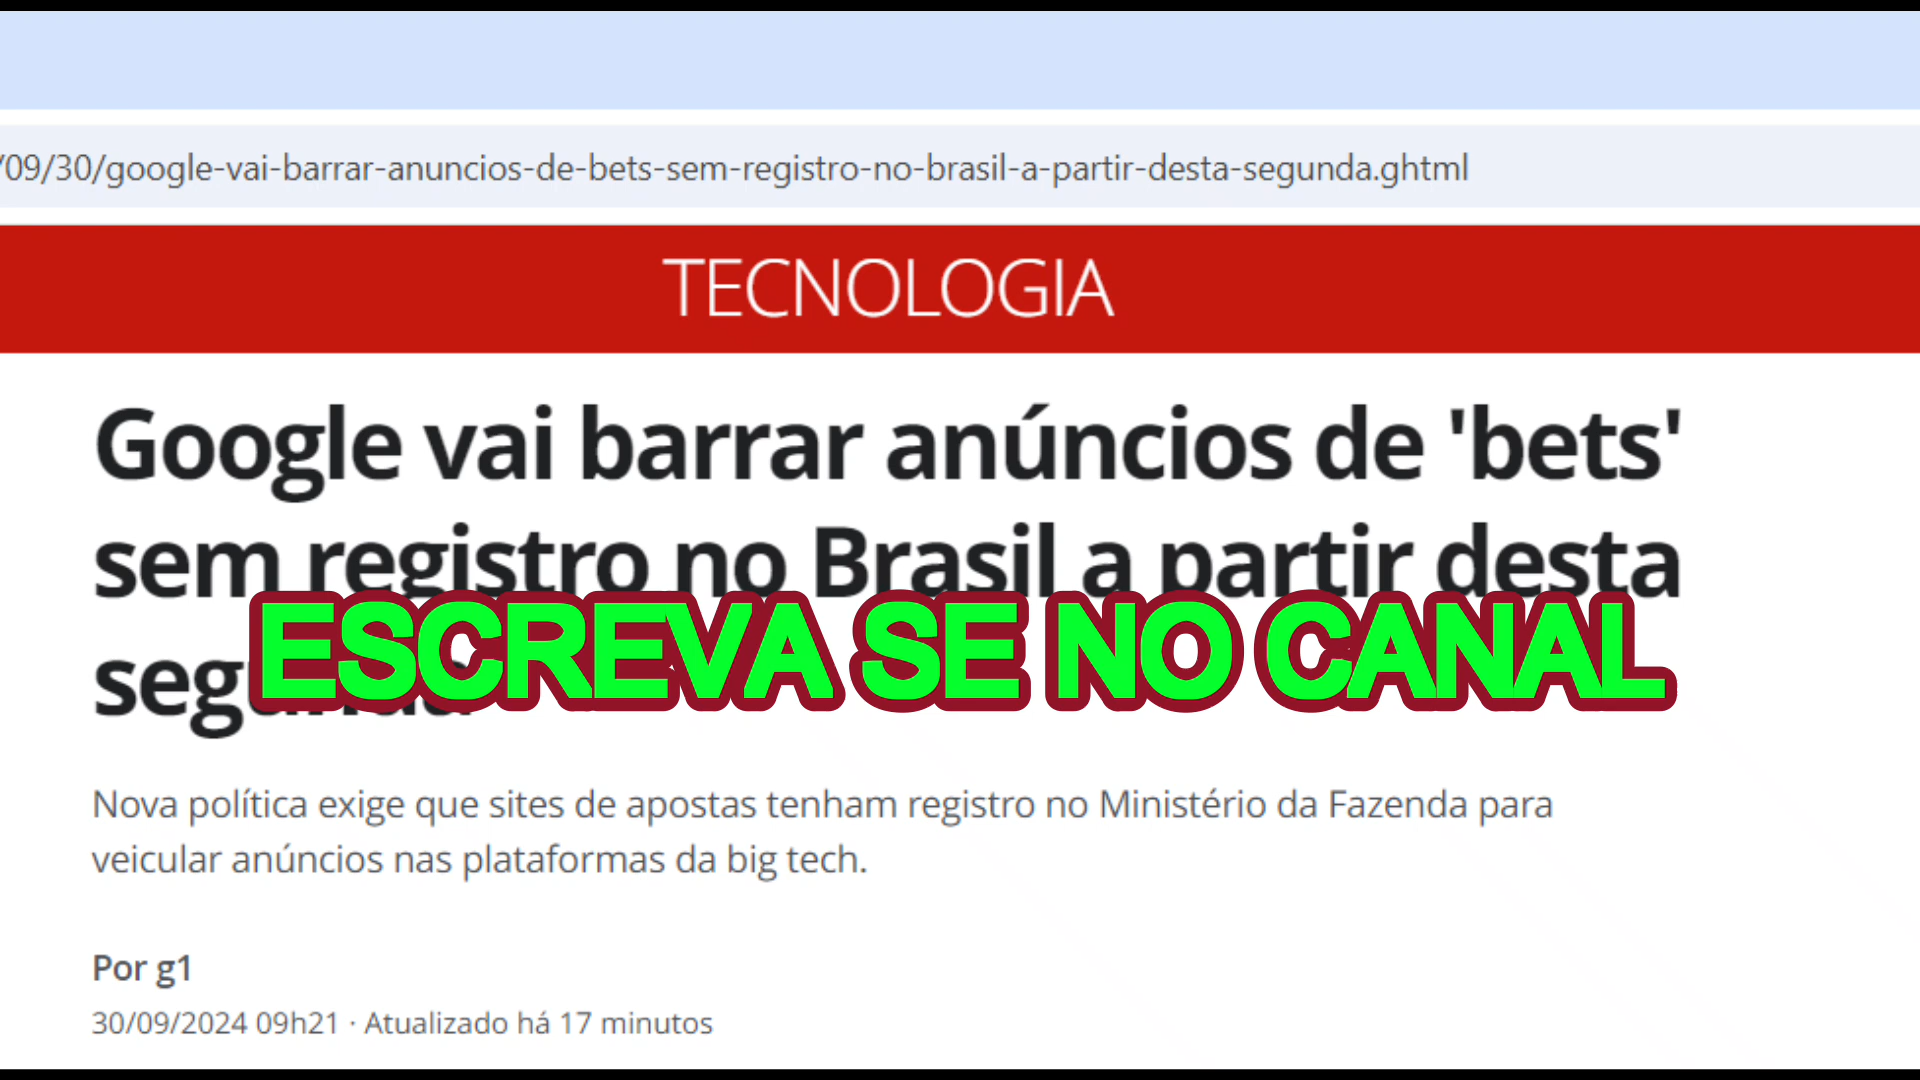 /09/30/google-vai-barrar-anuncios-de-bets-sem-registro-no-brasil-a-partir-desta-segunda.ghtml
TECNOLOGIA
Google vai barrar anúncios de 'bets'
sem registro no Brasil a partir desta
segunda
ESCREVA SE NO CANAL
Nova política exige que sites de apostas tenham registro no Ministério da Fazenda para
veicular anúncios nas plataformas da big tech.
Por g1
30/09/2024 09h21 · Atualizado há 17 minutos